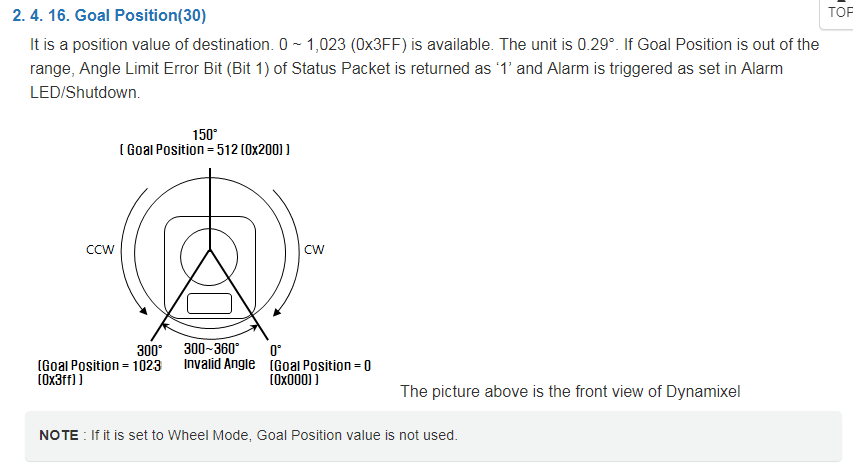 2. 4. 16. Goal Position(30)
TOP
It is a position value of destination. 0 ~ 1,023 (0x3FF) is available. The unit is 0.29°. If Goal Position is out of the
range, Angle Limit Error Bit (Bit 1) of Status Packet is returned as ‘1’ and Alarm is triggered as set in Alarm
LED/Shutdown.
150°
[ Goal Position = 512 (0x200) ]
CCW
CW
300°
(Goal Position = 1023
(0x3ff) )
300~360°
Invalid Angle
0°
(Goal Position = 0
(0x000) )
The picture above is the front view of Dynamixel
NOTE : If it is set to Wheel Mode, Goal Position value is not used.